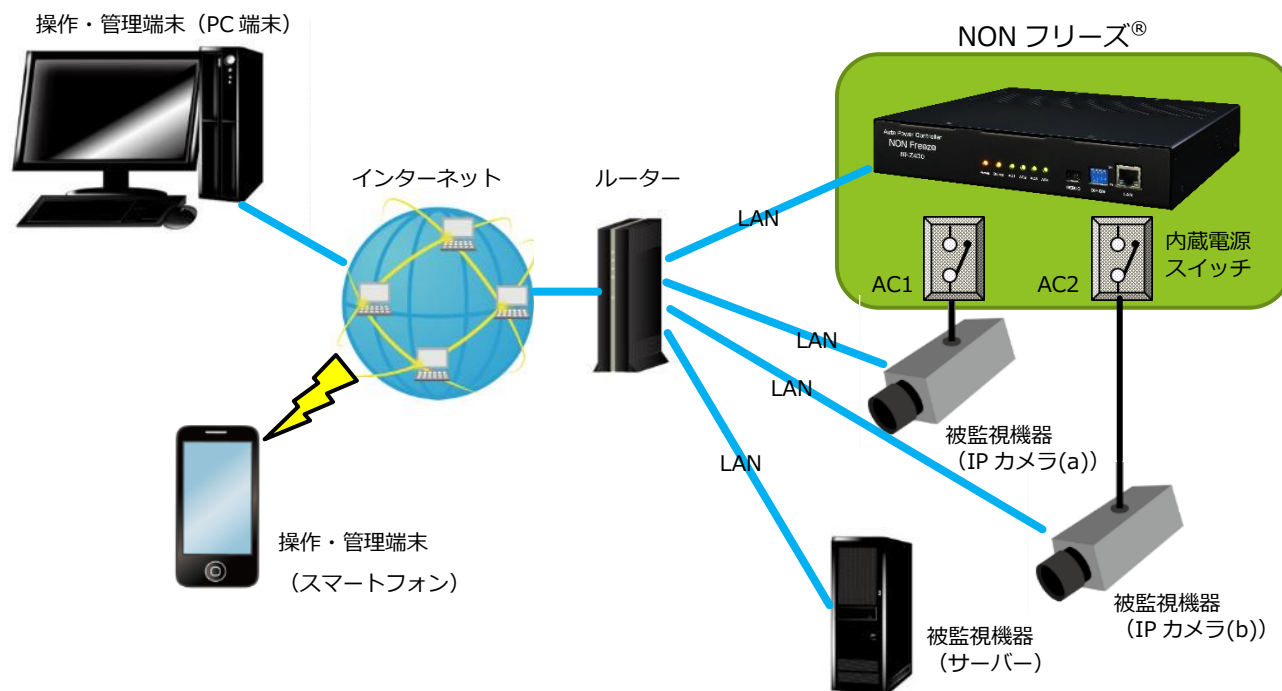 操作・管理端末（PC 端末）
NON フリーズ®
Auto Power Controller
NON Freeze
インターネット
ルーター
LAN
内蔵電源
スイッチ
AC1
AC2
LAN
LAN
LAN
被監視機器
（IP カメラ(a)）
操作・管理端末
（スマートフォン）
被監視機器
（IP カメラ(b)）
被監視機器
（サーバー）